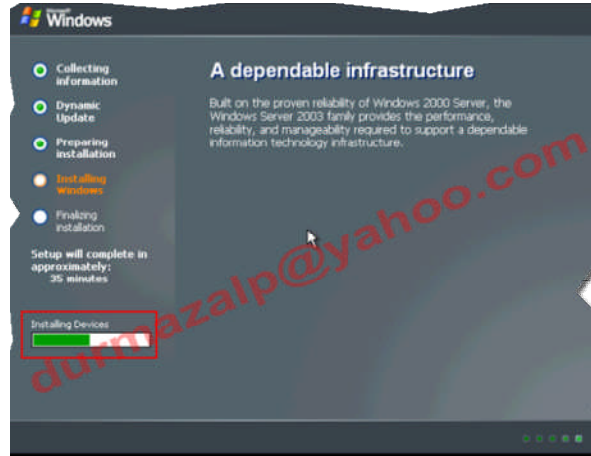 Microsoft
Windows
Collecting
information
Dynamic
Update
Preparing
installation
Installing
Windows
Finalizing
installation
Setup will complete in
approximately:
35 minutes
Installing Devices
A dependable infrastructure
Built on the proven reliability of Windows 2000 Server, the
Windows Server 2003 family provides the performance,
reliability, and manageability required to support a dependable
information technology infrastructure.
durmazalp@yahoo.com